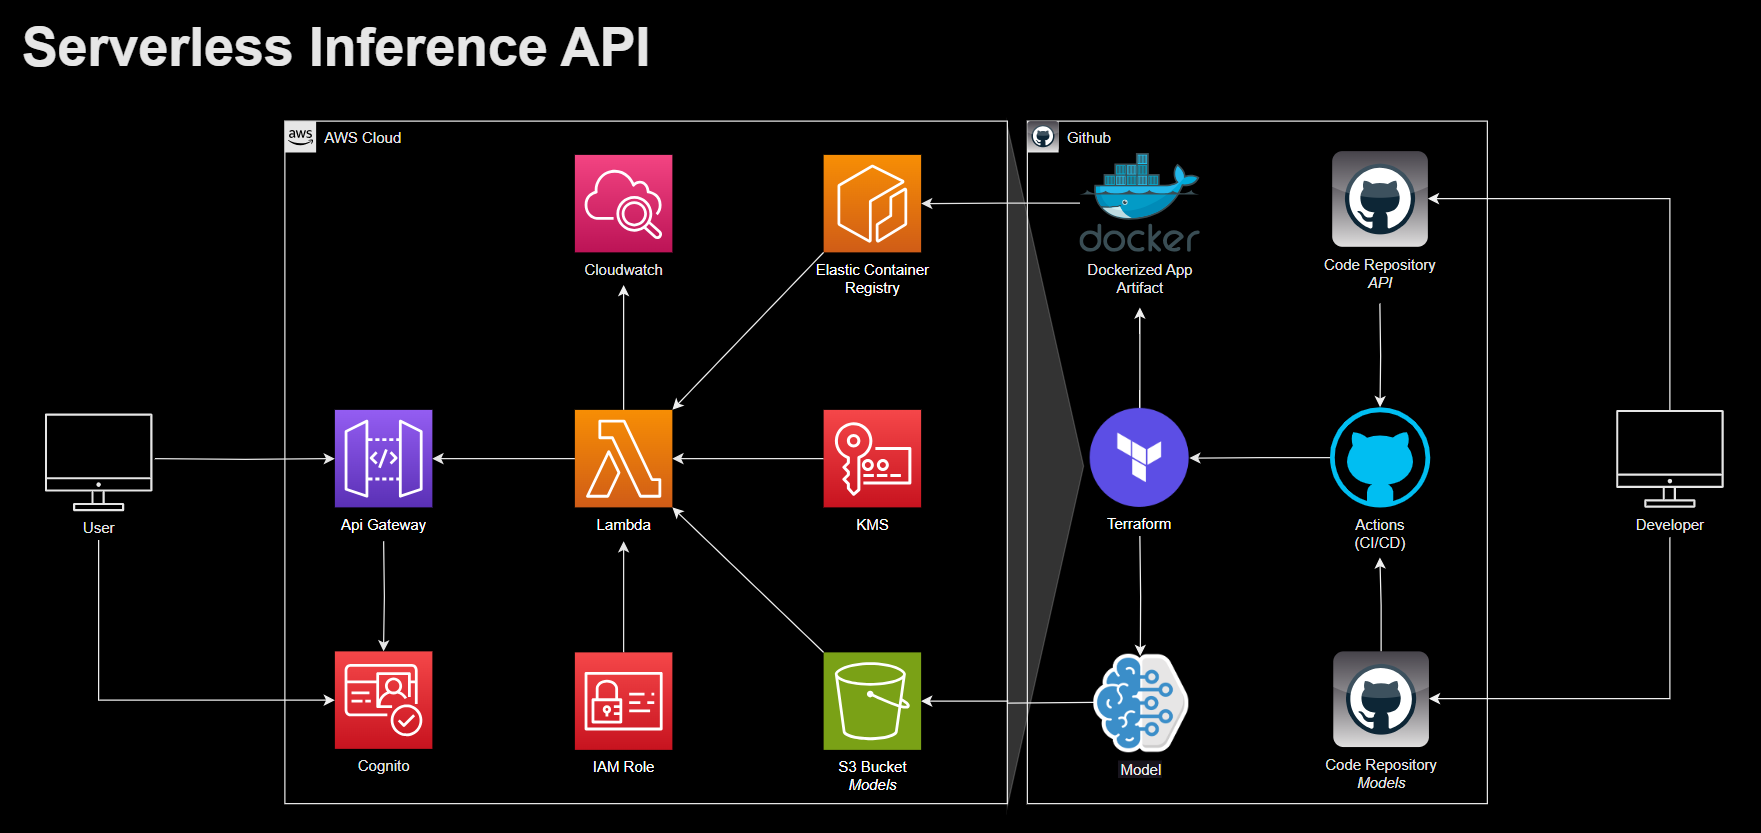 Serverless Inference API
aws
AWS Cloud
Github
docker
Cloudwatch
Elastic Container
Registry
Dockerized App
Artifact
Code Repository
API
User
Api Gateway
Lambda
KMS
Terraform
Actions
(CI/CD)
Developer
Cognito
IAM Role
S3 Bucket
Models
Model
Code Repository
Models